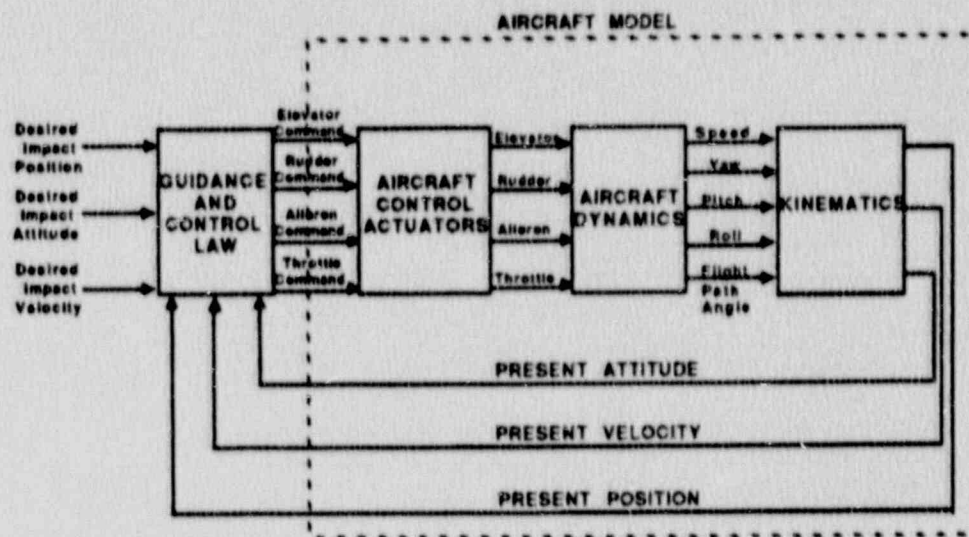 AIRCRAFT MODEL
Desired
Impact
Position
Desired
Impact
Attitude
Desired
Impact
Velocity
GUIDANCE
AND
CONTROL
LAW
Elevator
Command
Rudder
Command
Aileron
Command
Throttle
Command
AIRCRAFT
CONTROL
ACTUATORS
Elevator
Rudder
Aileron
Throttle
AIRCRAFT
DYNAMICS
Speed
Yaw
Pitch
Roll
Flight
Path
Angle
KINEMATICS
PRESENT ATTITUDE
PRESENT VELOCITY
PRESENT POSITION